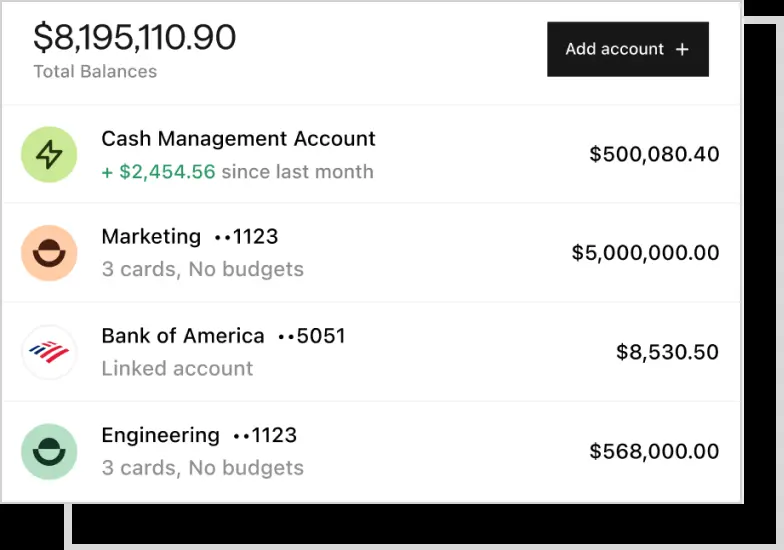 $8,195,110.90
Total Balances
Add account +
Cash Management Account
+ $2,454.56 since last month
$500,080.40
Marketing ••1123
3 cards, No budgets
$5,000,000.00
Bank of America ••5051
Linked account
$8,530.50
Engineering ••1123
3 cards, No budgets
$568,000.00